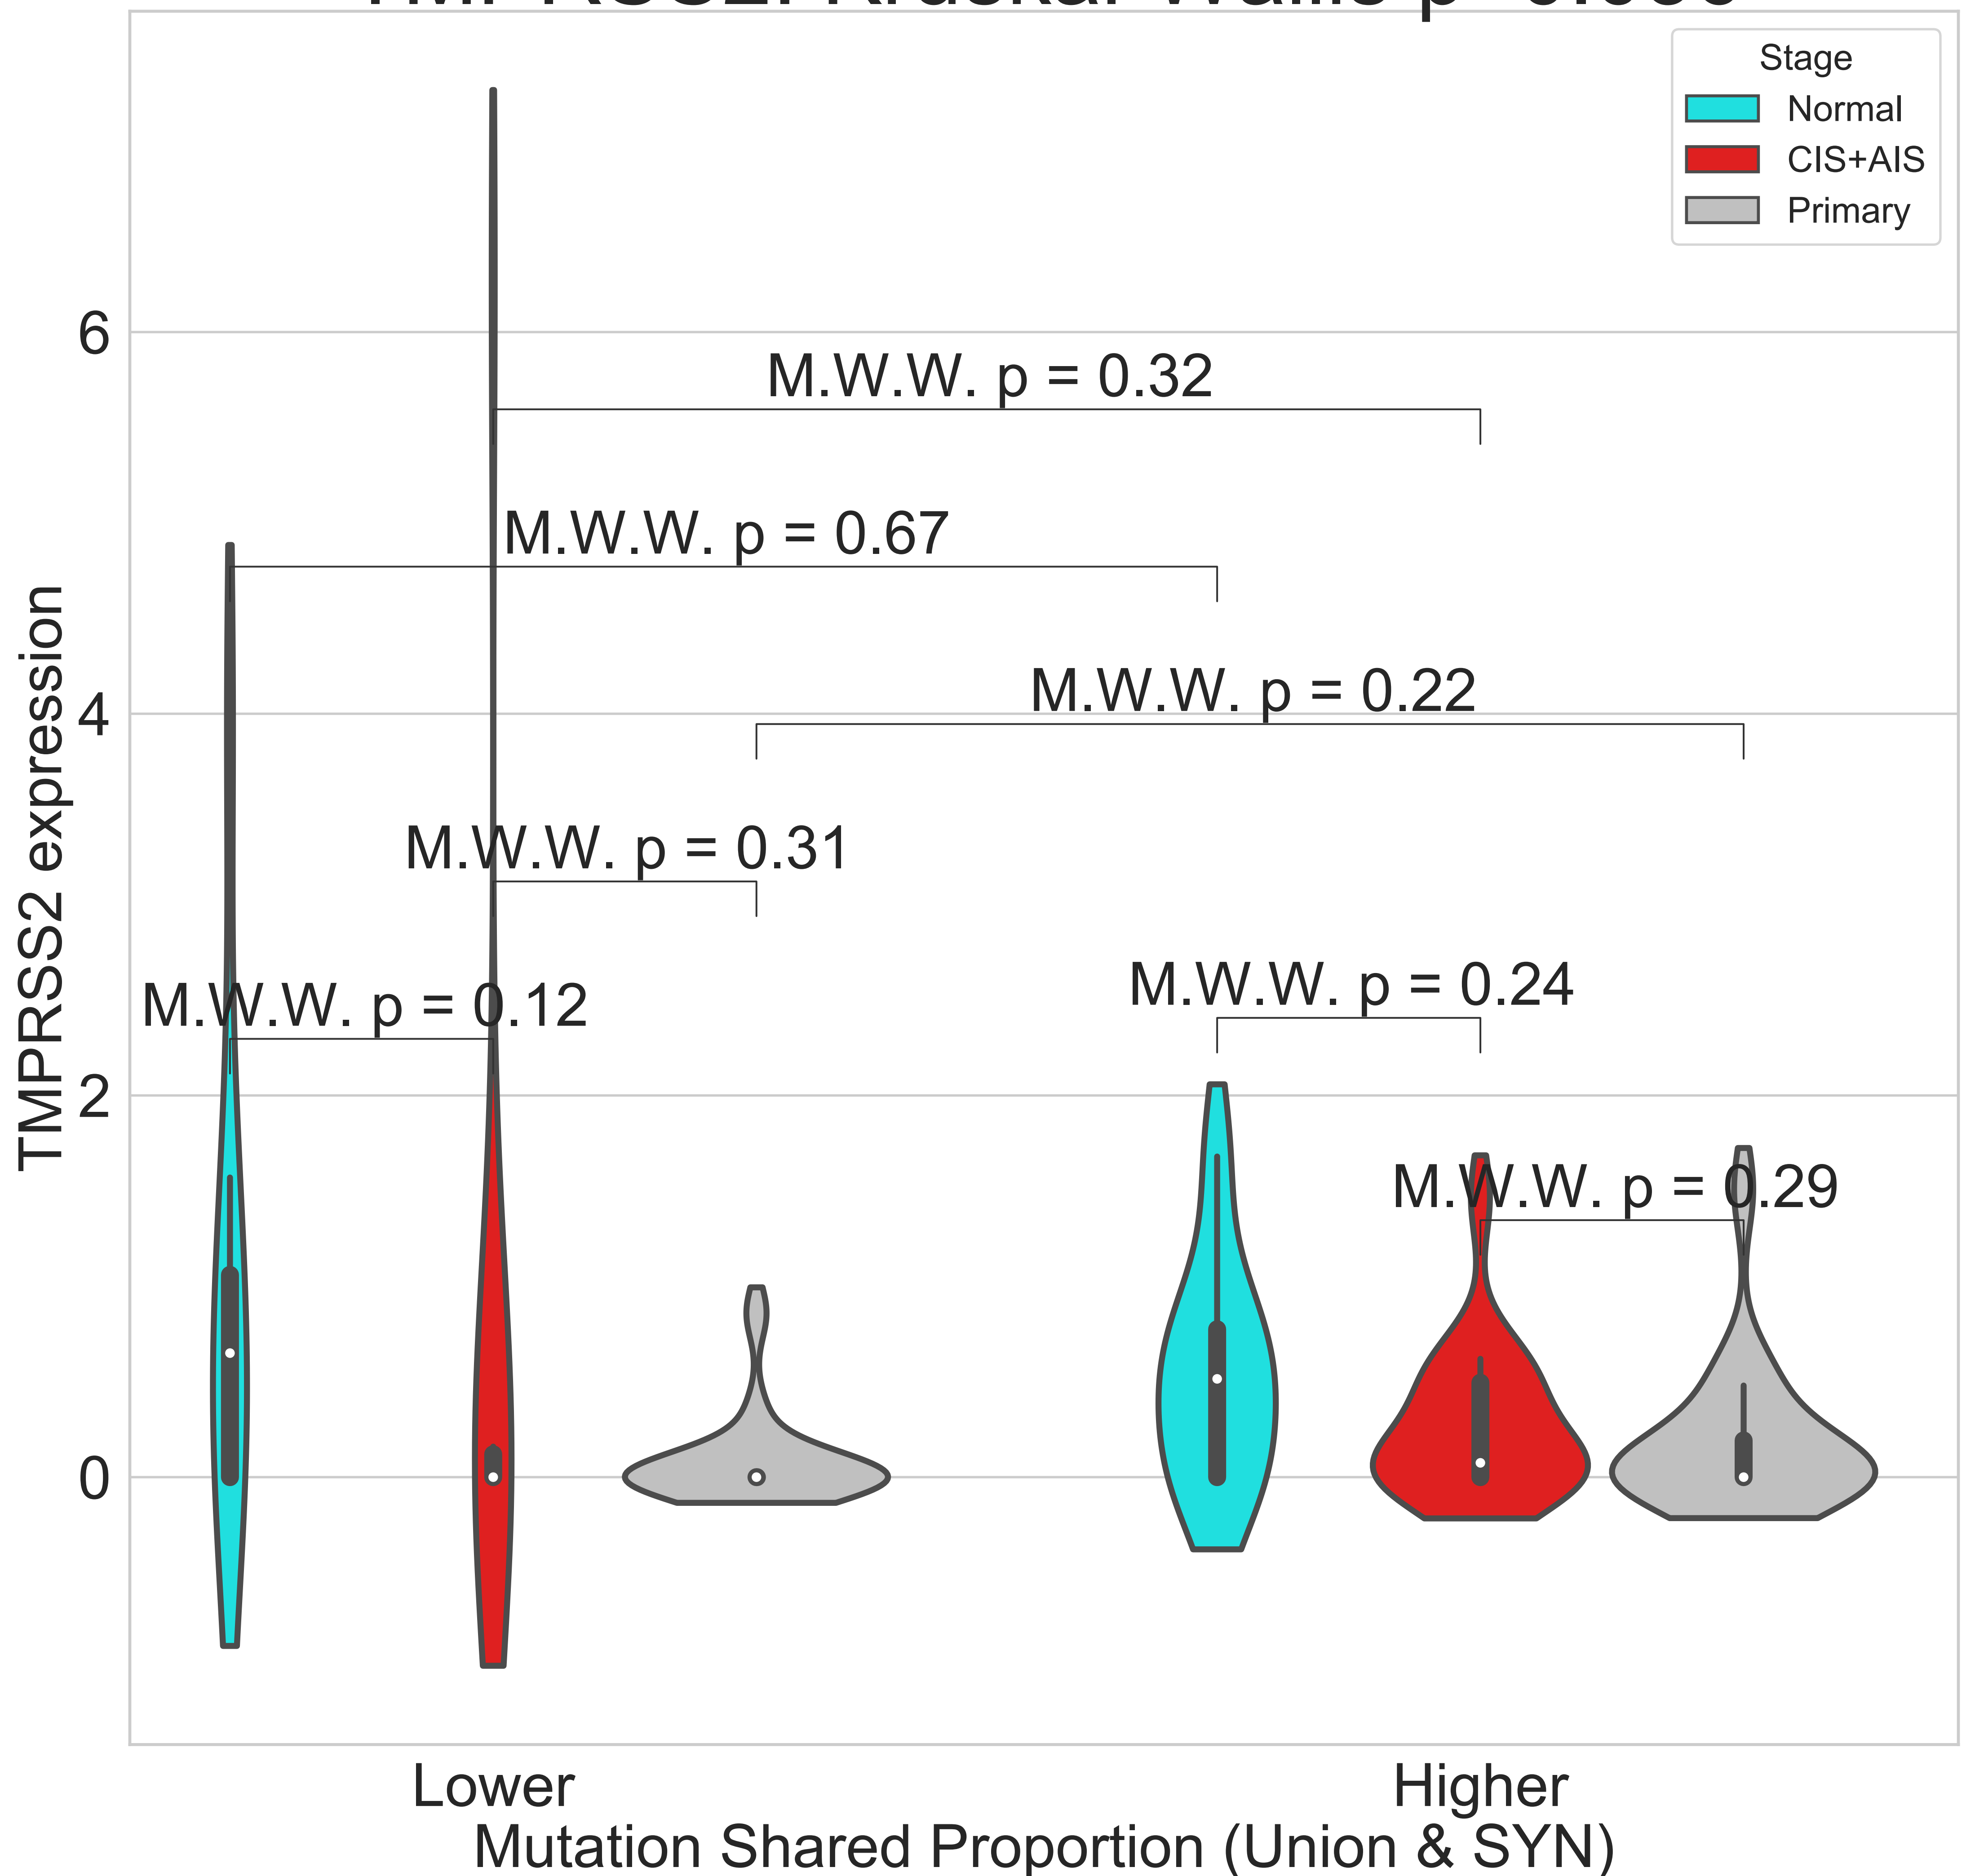 Stage
Normal
CIS+AIS
Primary
6
M.W.W. p = 0.32
M.W.W. p = 0.67
4
M.W.W. p = 0.22
M.W.W. p = 0.31
TMPRSS2 expression
M.W.W. p = 0.12
M.W.W. p = 0.24
2
M.W.W. p = 0.29
0
Lower
Higher
Mutation Shared Proportion (Union & SYN)